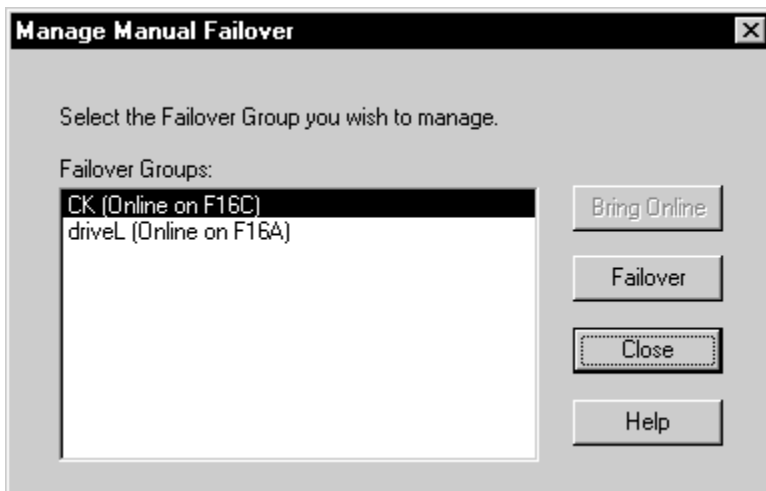 Manage Manual Failover
Select the Failover Group you wish to manage.
Failover Groups:
CK (Online on F16C)
driveL (Online on F16A)
Bring Online
Failover
Close
Help